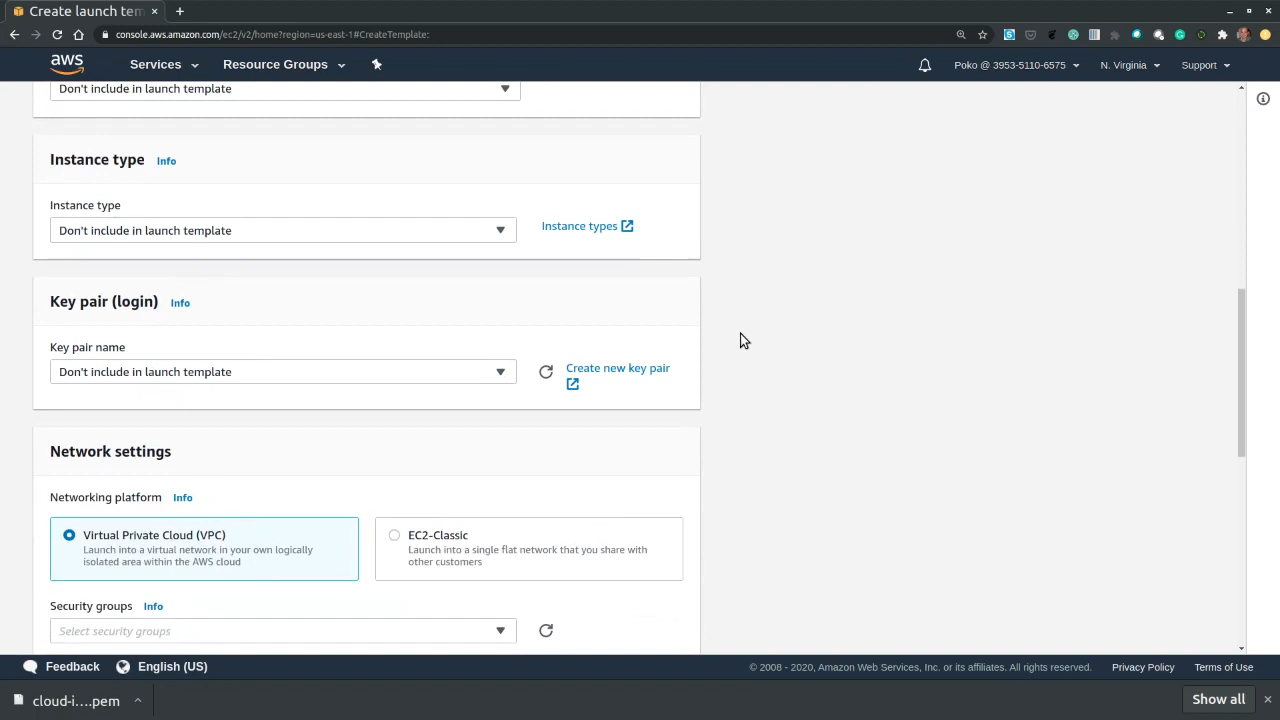 Create launch tem
console.aws.amazon.com/ec2/v2/home?region=us-east-1#CreateTemplate:
aws
Services
Resource Groups
Poko @ 3953-5110-6575
N. Virginia
Support
Don't include in launch template
Instance type Info
Instance type
Don't include in launch template
Instance types
Key pair (login) Info
Key pair name
Don't include in launch template
Create new key pair
Network settings
Networking platform Info
Virtual Private Cloud (VPC)
Launch into a virtual network in your own logically
isolated area within the AWS cloud
EC2-Classic
Launch into a single flat network that you share with
other customers
Security groups Info
Select security groups
Feedback
English (US)
© 2008 - 2020, Amazon Web Services, Inc. or its affiliates. All rights reserved.
Privacy Policy
Terms of Use
cloud-i....pem
Show all